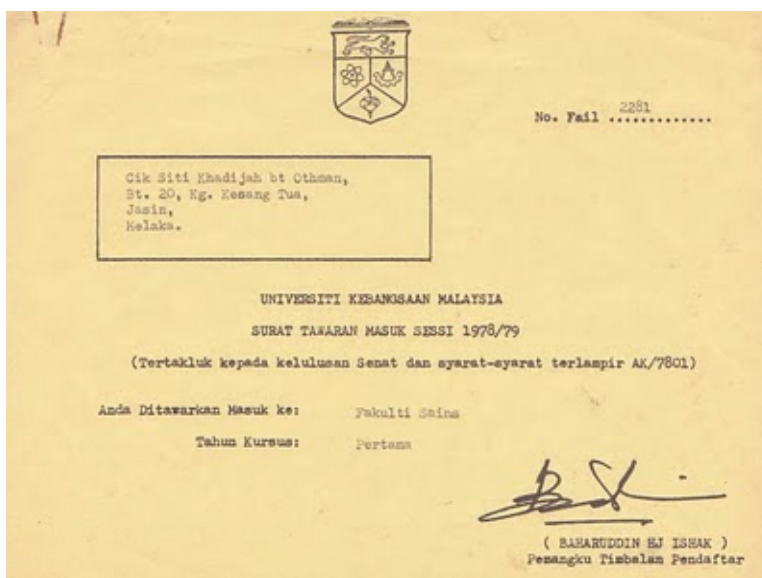 No. Fail 2281.............
Cik Siti Khadijah bt Othman,
Bt. 20, Kg. Kesang Tua,
Jasin,
Melaka.
UNIVERSITI KEBANGSAAN MALAYSIA
SURAT TAWARAN MASUK SESSI 1978/79
(Tertakluk kepada kelulusan Senat dan syarat-syarat terlampir AK/7801)
Anda Ditawarkan Masuk ke: Fakulti Sains
Tahun Kursus: Pertama
( BAHARUDDIN HJ ISHAK )
Pemangku Timbalan Pendaftar